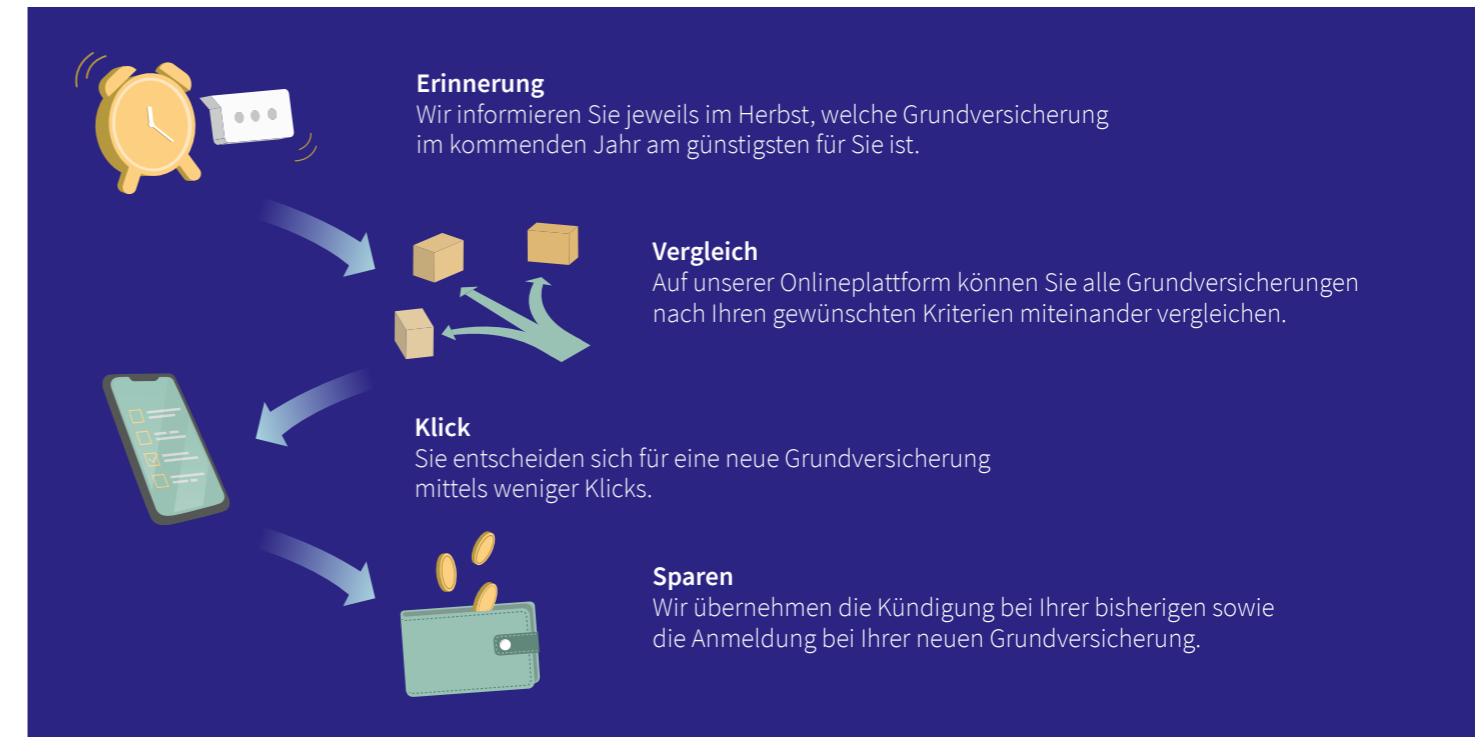 Erinnerung
Wir informieren Sie jeweils im Herbst, welche Grundversicherung
im kommenden Jahr am günstigsten für Sie ist.
Vergleich
Auf unserer Onlineplattform können Sie alle Grundversicherungen
nach Ihren gewünschten Kriterien miteinander vergleichen.
Klick
Sie entscheiden sich für eine neue Grundversicherung
mittels weniger Klicks.
Sparen
Wir übernehmen die Kündigung bei Ihrer bisherigen sowie
die Anmeldung bei Ihrer neuen Grundversicherung.